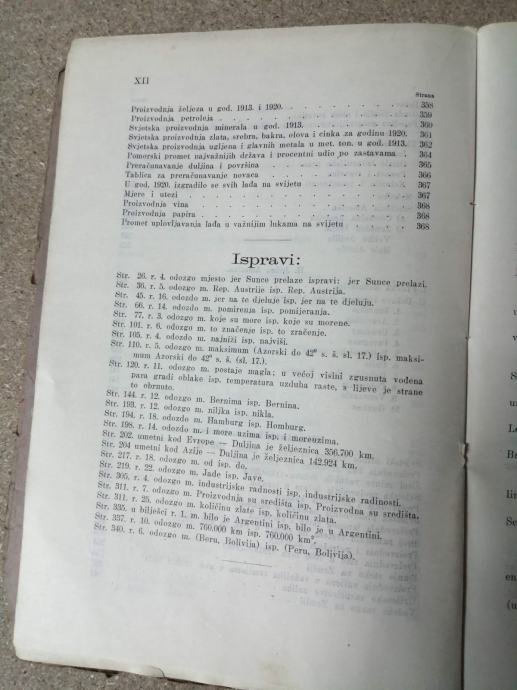 XII
Strana
Proizvodnja željeza u god. 1913. i 1920. 358
Proizvodnja petroleja 359
Svjetska proizvodnja minerala u god. 1913. 360
Svjetska proizvodnja zlata, srebra, bakra, olova i cinka za godinu 1920. 361
Svjetska proizvodnja ugljena i glavnih metala u met. ton. u god. 1913. 362
Pomorski promet najvažnijih država i procentni udio po zastavama 364
Preračunavanje duljina i površina 365
Tablica za preračunavanje novaca 366
U god. 1920. izgradilo se svih lađa na svijetu 367
Mjere i utezi 367
Proizvodnja vina 368
Proizvodnja papira 368
Promet uplovljavanja lađa u važnijim lukama na svijetu 368
Ispravi:
Str. 26. r. 4. odozgo mjesto jer Sunce prelaze ispravi: jer Sunce prelazi.
Str. 36. r. 5. odozgo m. Rep. Austrije isp. Rep. Austrija.
Str. 45. r. 16. odozdo m. jer na te djeluje isp. jer na te djeluju.
Str. 66. r. 14. odozdo m. pomirenja isp. pomijeranja.
Str. 77. r. 3. odozgo m. koje su more isp. koje su morene.
Str. 101. r. 6. odozgo m. to značenje isp. to zračenje.
Str. 105. r. 4. odozdo m. najniži isp. najviši.
Str. 110. r. 5. odozgo m. maksimum (Azorski do 42° s. š. sl. 17.) isp. maksi-
mum Azorski do 42° s. š. (sl. 17.).
Str. 120. r. 11. odozgo m. postaje magla; u većoj visini zgusnuta vodena
para gradi oblake isp. temperatura uzduha raste, s lijeve je strane
to obrnuto.
Str. 144. r. 12. odozgo m. Bernima isp. Bernina.
Str. 193. r. 12. odozgo m. niljka isp. nikla.
Str. 194. r. 18. odozdo m. Hamburg isp. Homburg.
Str. 198. r. 14. odozdo m. i more uzima isp. i moreuzima.
Str. 202. umetni kod Evrope — Duljina je željeznica 356.700 km.
Str. 204 umetni kod Azije — Duljina je željeznica 142.924 km.
Str. 217. r. 18. odozgo m. od isp. do.
Str. 219. r. 22. odozgo m. Jade isp. Jave.
Str. 305. r. 4. odozgo m. industrijske radnosti isp. industrijske radinosti.
Str. 311. r. 7. odozgo m. Proizvodnja su središta isp. Proizvodna su središta.
Str. 311. r. 25. odozgo m. količinu zlate isp. količinu zlata.
Str. 335. u bilješci r. 1. m. bilo je Argentini isp. bilo je u Argentini.
Str. 337. r. 10. odozgo m. 760.000 km isp. 760.000 km².
Str. 340. r. 6. odozgo m. (Beru, Bolivija) isp. (Peru, Bolivija).